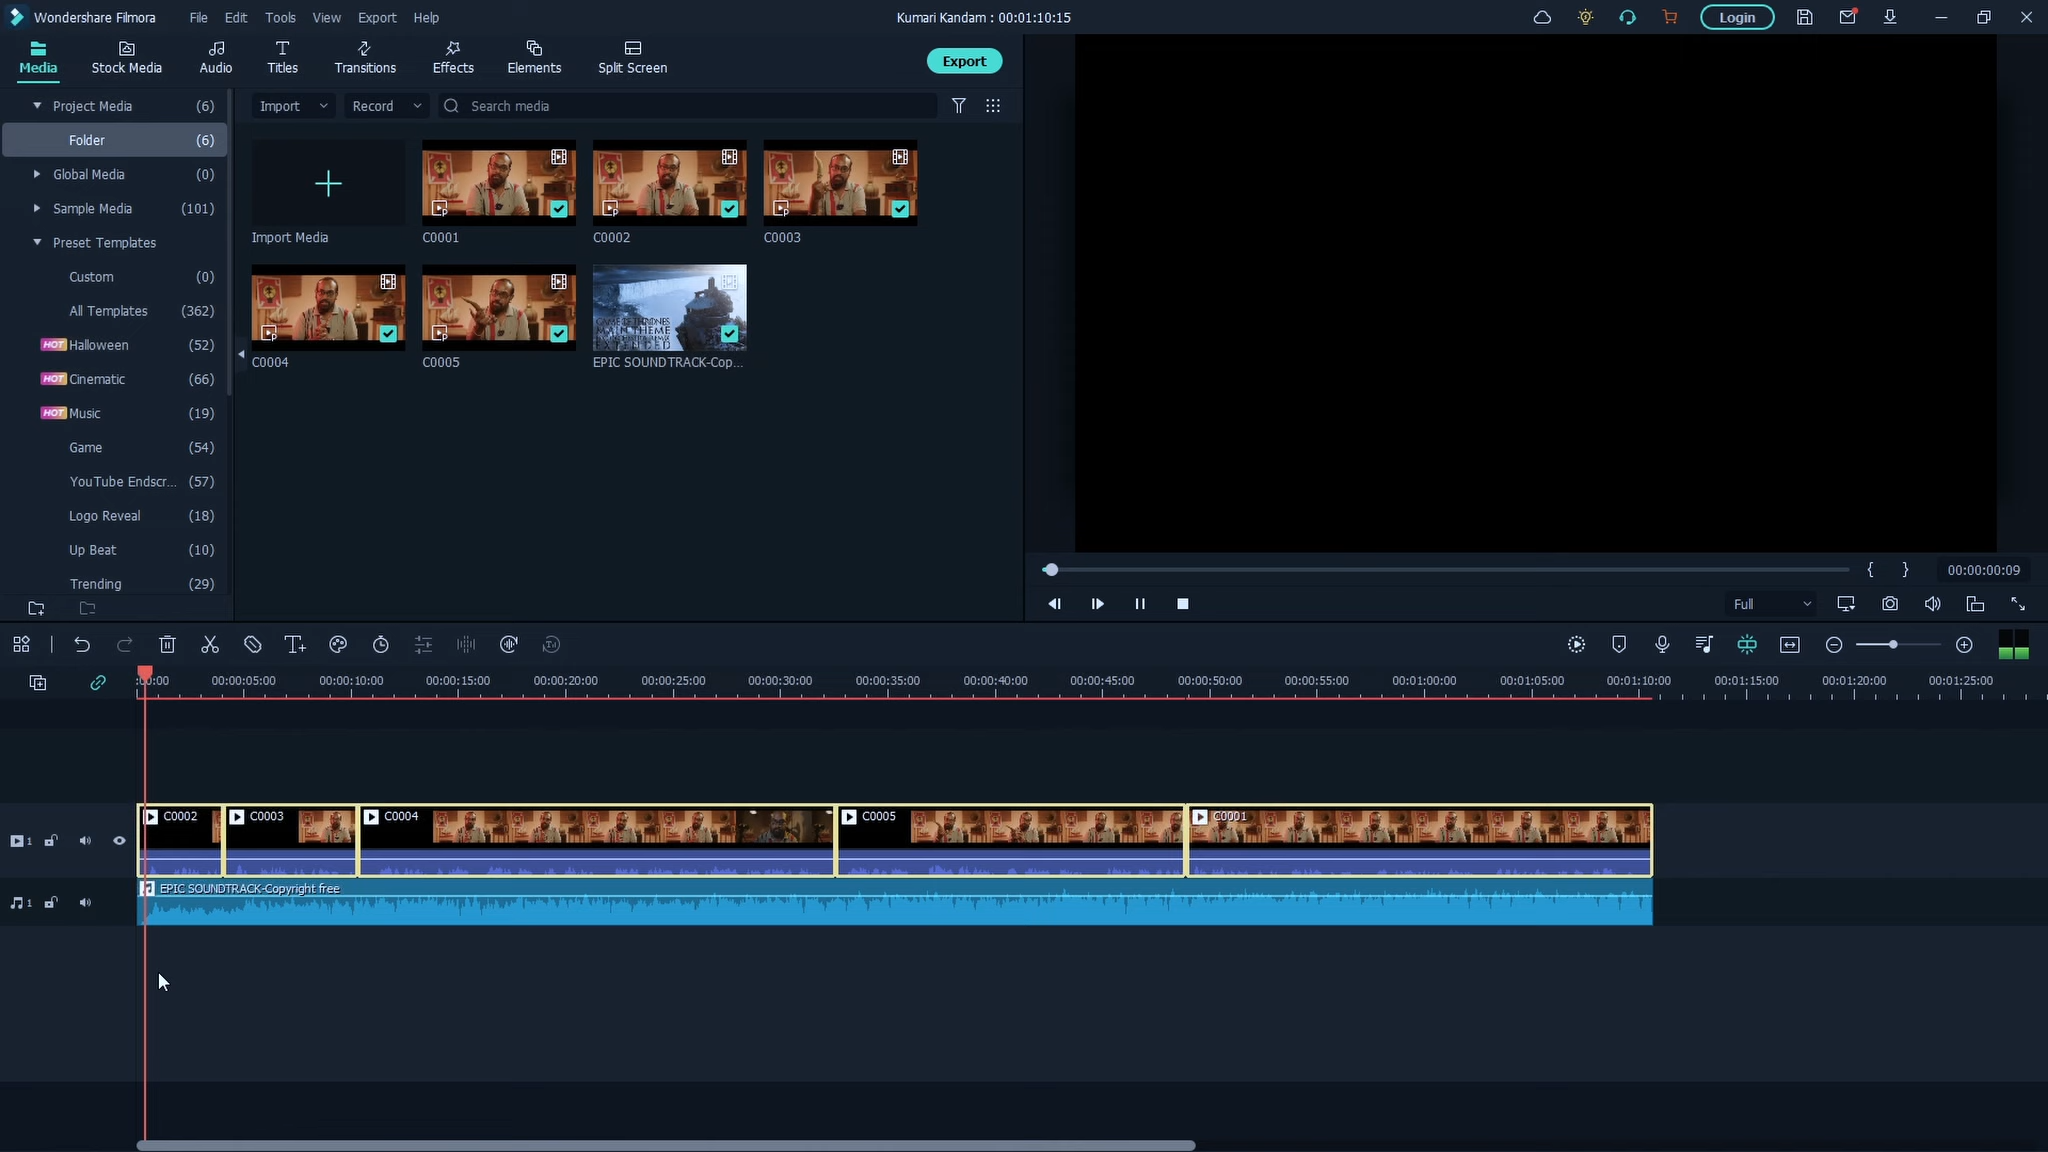 Wondershare Filmora
File Edit Tools View Export Help
Kumari Kandam : 00:01:10:15
Login
Media Stock Media Audio Titles Transitions Effects Elements Split Screen
Export
Project Media (6)
Folder (6)
Global Media (0)
Sample Media (101)
Preset Templates
Custom (0)
All Templates (362)
HOT Halloween (52)
HOT Cinematic (66)
HOT Music (19)
Game (54)
YouTube Endscr... (57)
Logo Reveal (18)
Up Beat (10)
Trending (29)
Import Record Search media
Import Media C0001 C0002 C0003
GAME OF THRONES
MAIN THEME
EXTENDED
C0004 C0005 EPIC SOUNDTRACK-Cop...
{ } 00:00:00:09
Full
:00:00 00:00:05:00 00:00:10:00 00:00:15:00 00:00:20:00 00:00:25:00 00:00:30:00 00:00:35:00 00:00:40:00 00:00:45:00 00:00:50:00 00:00:55:00 00:01:00:00 00:01:05:00 00:01:10:00 00:01:15:00 00:01:20:00 00:01:25:00
C0002 C0003 C0004 C0005 C0001
1
EPIC SOUNDTRACK-Copyright free
1